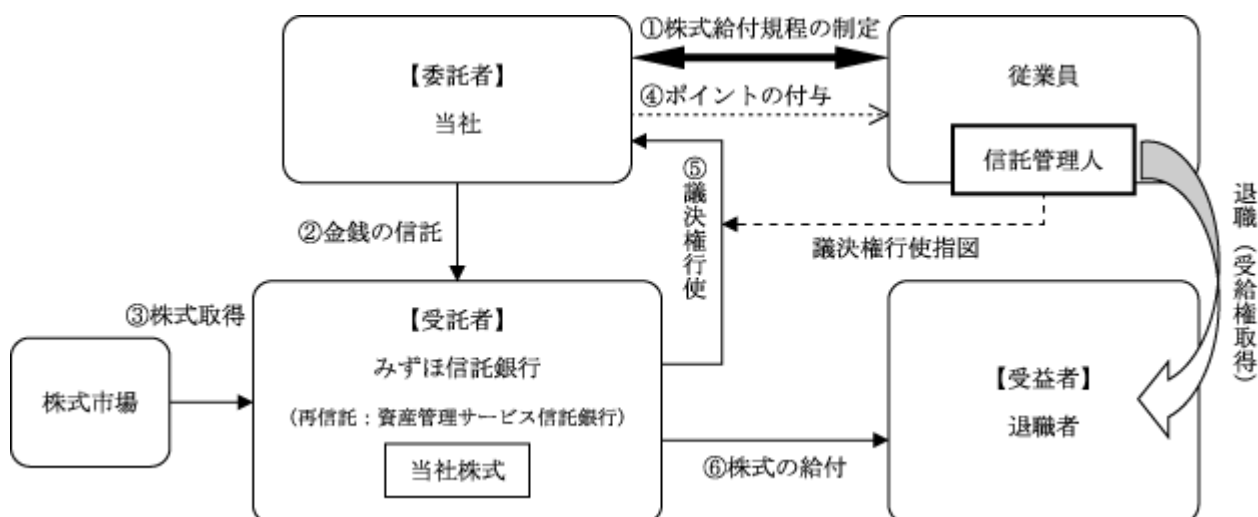 ①株式給付規程の制定
【委託者】
当社
従業員
④ポイントの付与
信託管理人
⑤議決権行使
退職（受給権取得）
②金銭の信託
議決権行使指図
③株式取得
【受託者】
みずほ信託銀行
（再信託：資産管理サービス信託銀行）
当社株式
株式市場
【受益者】
退職者
⑥株式の給付